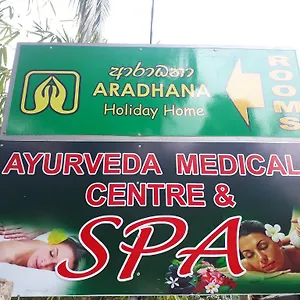 ආරාධනා
ARADHANA
Holiday Home
ROOMS
AYURVEDA MEDICAL
CENTRE &
SPA